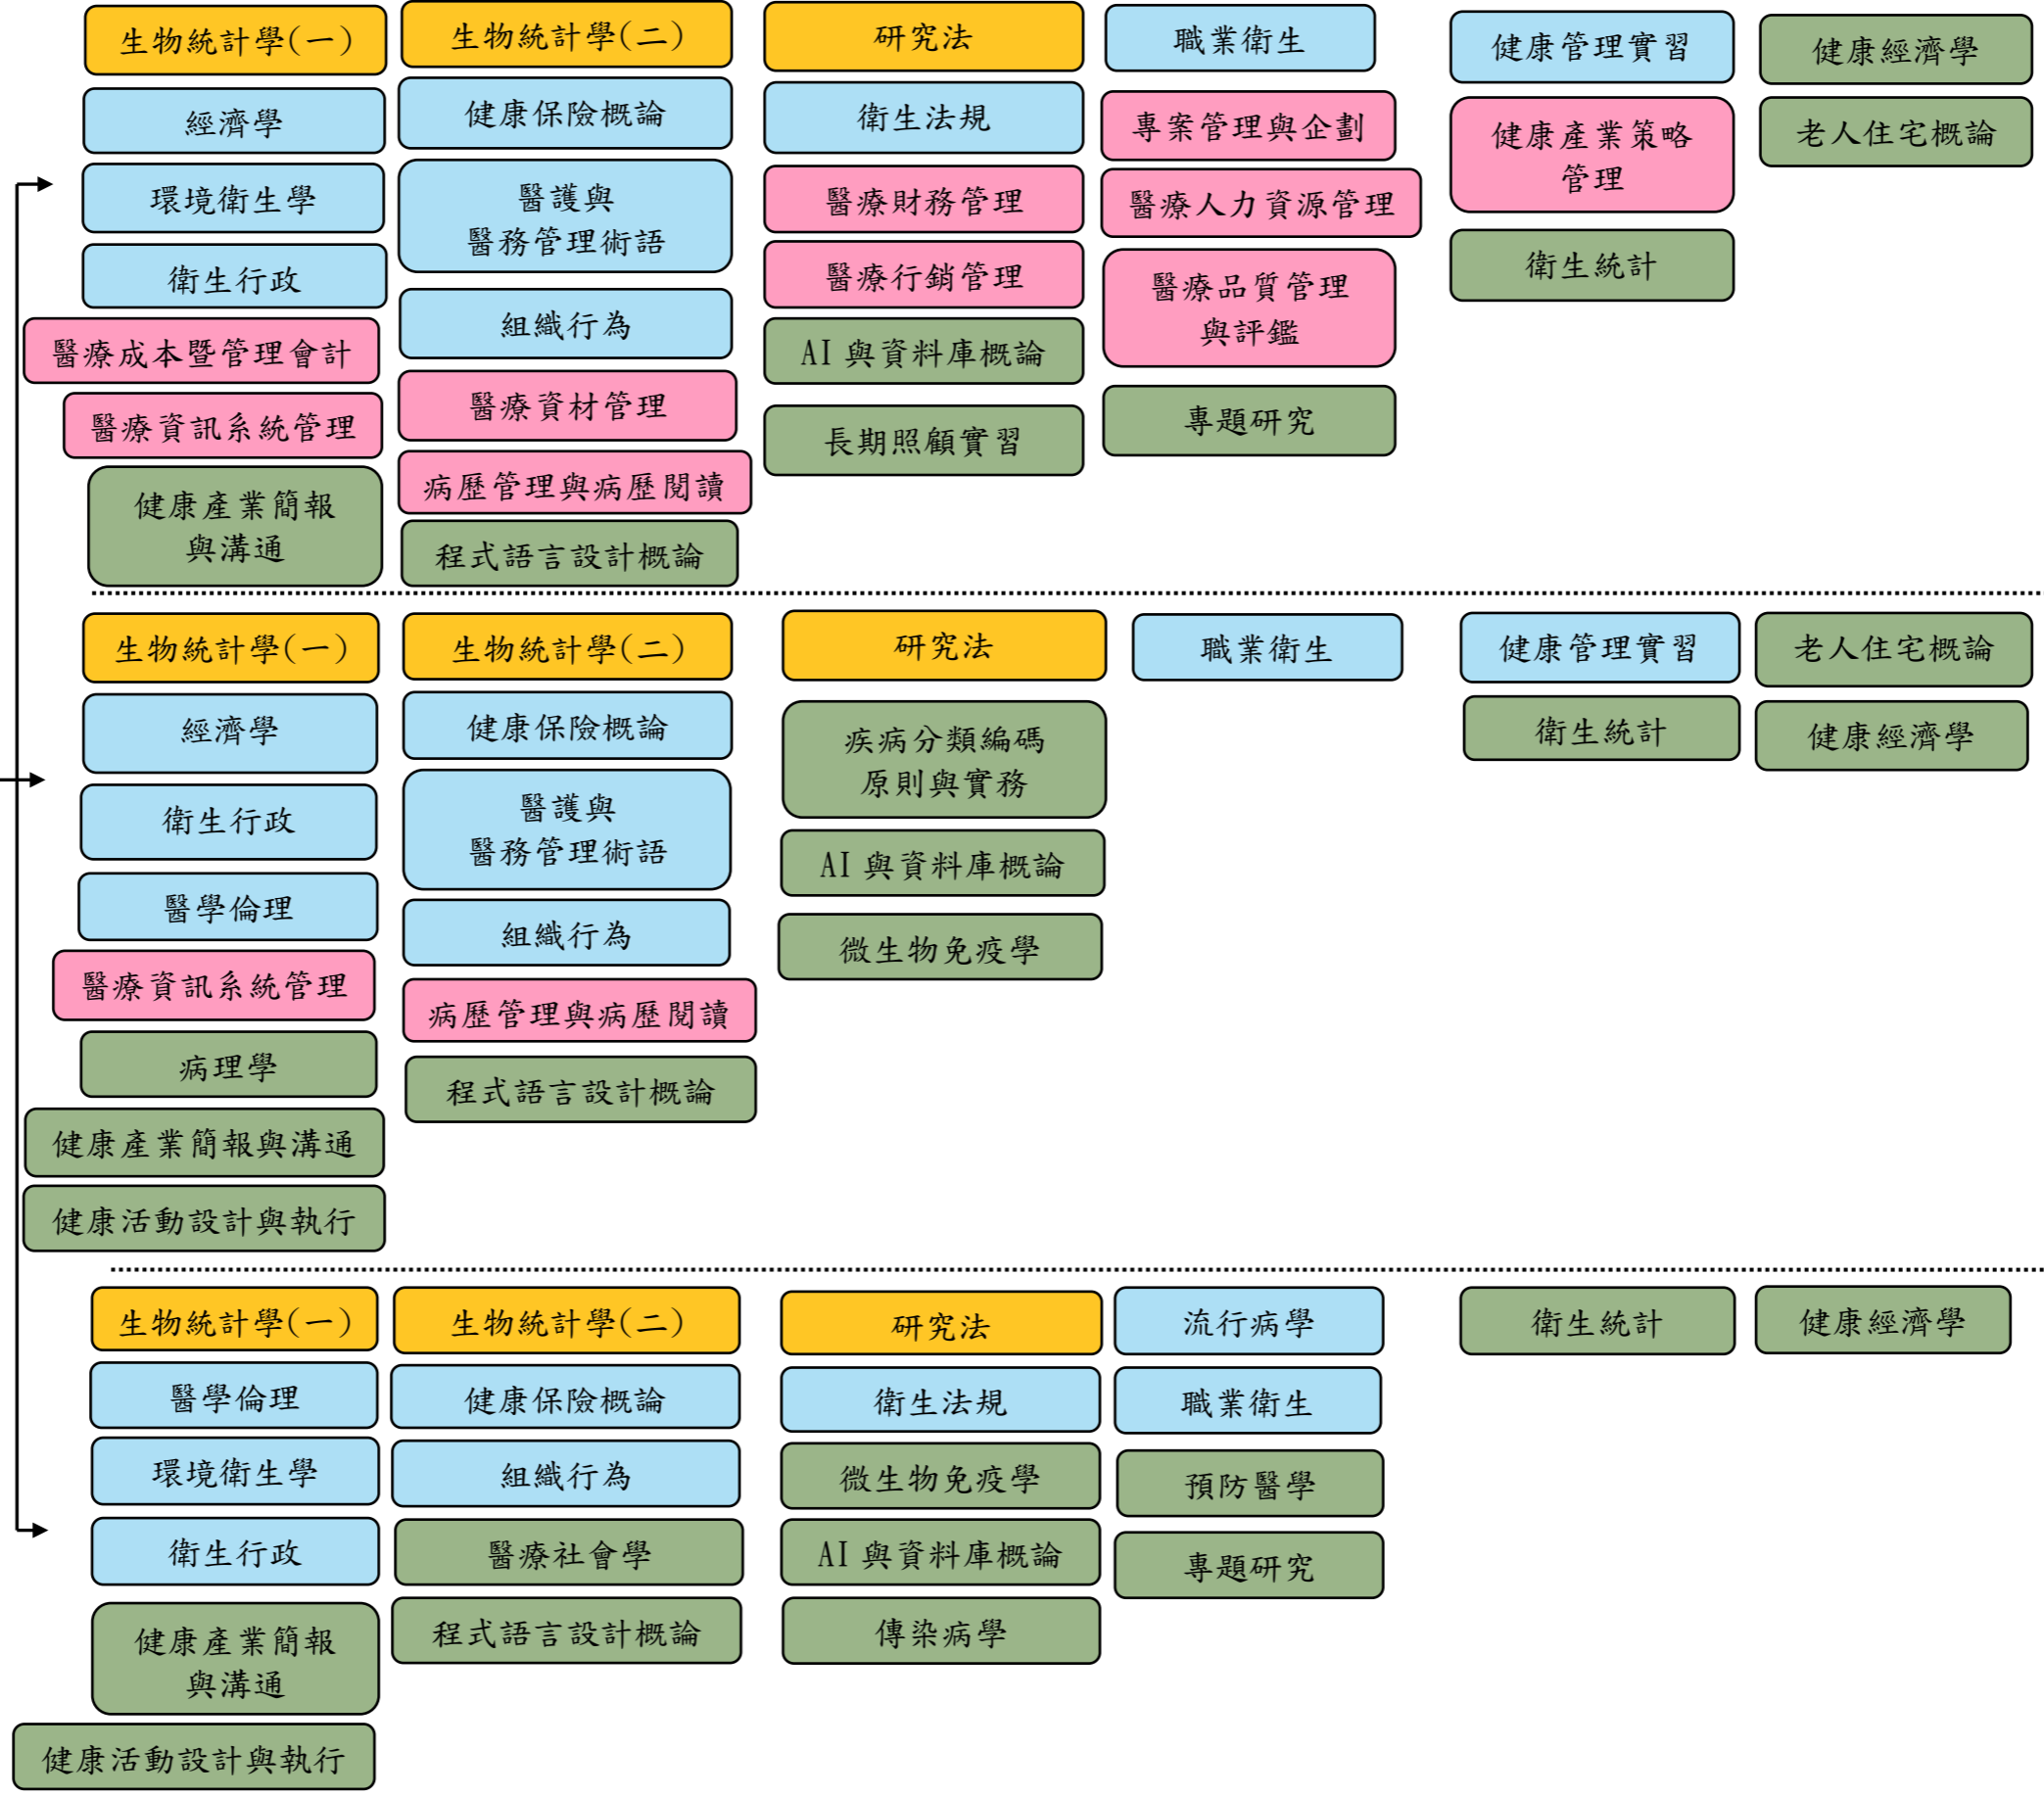 生物統計學(一)
經濟學
環境衛生學
衛生行政
醫療成本暨管理會計
醫療資訊系統管理
健康產業簡報
與溝通
生物統計學(二)
健康保險概論
醫護與
醫務管理術語
組織行為
醫療資材管理
病歷管理與病歷閱讀
程式語言設計概論
研究法
衛生法規
醫療財務管理
醫療行銷管理
AI 與資料庫概論
長期照顧實習
職業衛生
專案管理與企劃
醫療人力資源管理
醫療品質管理
與評鑑
專題研究
健康管理實習
健康產業策略
管理
衛生統計
健康經濟學
老人住宅概論
生物統計學(一)
經濟學
衛生行政
醫學倫理
醫療資訊系統管理
病理學
健康產業簡報與溝通
健康活動設計與執行
生物統計學(二)
健康保險概論
醫護與
醫務管理術語
組織行為
病歷管理與病歷閱讀
程式語言設計概論
研究法
疾病分類編碼
原則與實務
AI 與資料庫概論
微生物免疫學
職業衛生
健康管理實習
衛生統計
老人住宅概論
健康經濟學
生物統計學(一)
醫學倫理
環境衛生學
衛生行政
健康產業簡報
與溝通
健康活動設計與執行
生物統計學(二)
健康保險概論
組織行為
醫療社會學
程式語言設計概論
研究法
衛生法規
微生物免疫學
AI 與資料庫概論
傳染病學
流行病學
職業衛生
預防醫學
專題研究
衛生統計
健康經濟學